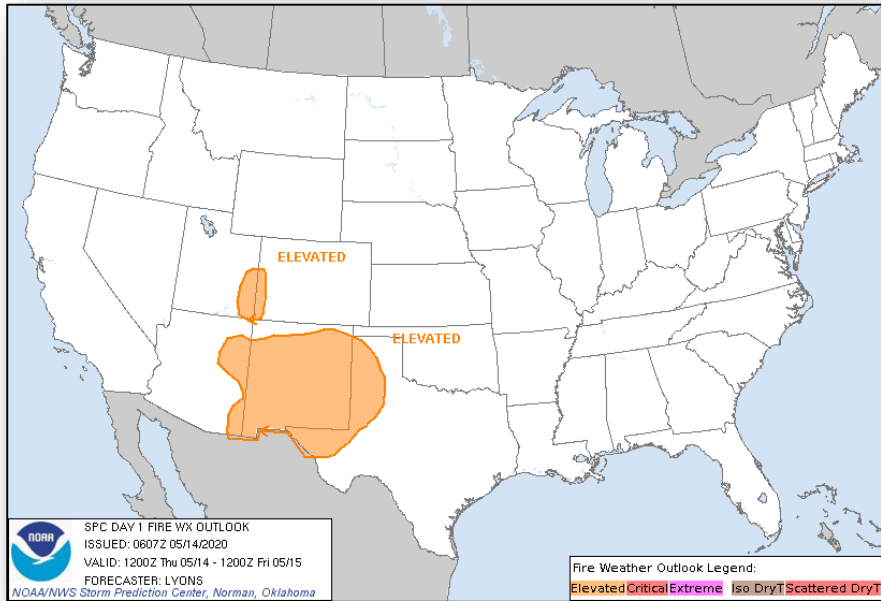 ELEVATED
ELEVATED
NOAA
SPC DAY 1 FIRE WX OUTLOOK
ISSUED: 0607Z 05/14/2020
VALID: 1200Z Thu 05/14 - 1200Z Fri 05/15
FORECASTER: LYONS
NOAA/NWS Storm Prediction Center, Norman, Oklahoma
Fire Weather Outlook Legend:
Elevated Critical Extreme Iso DryT Scattered DryT